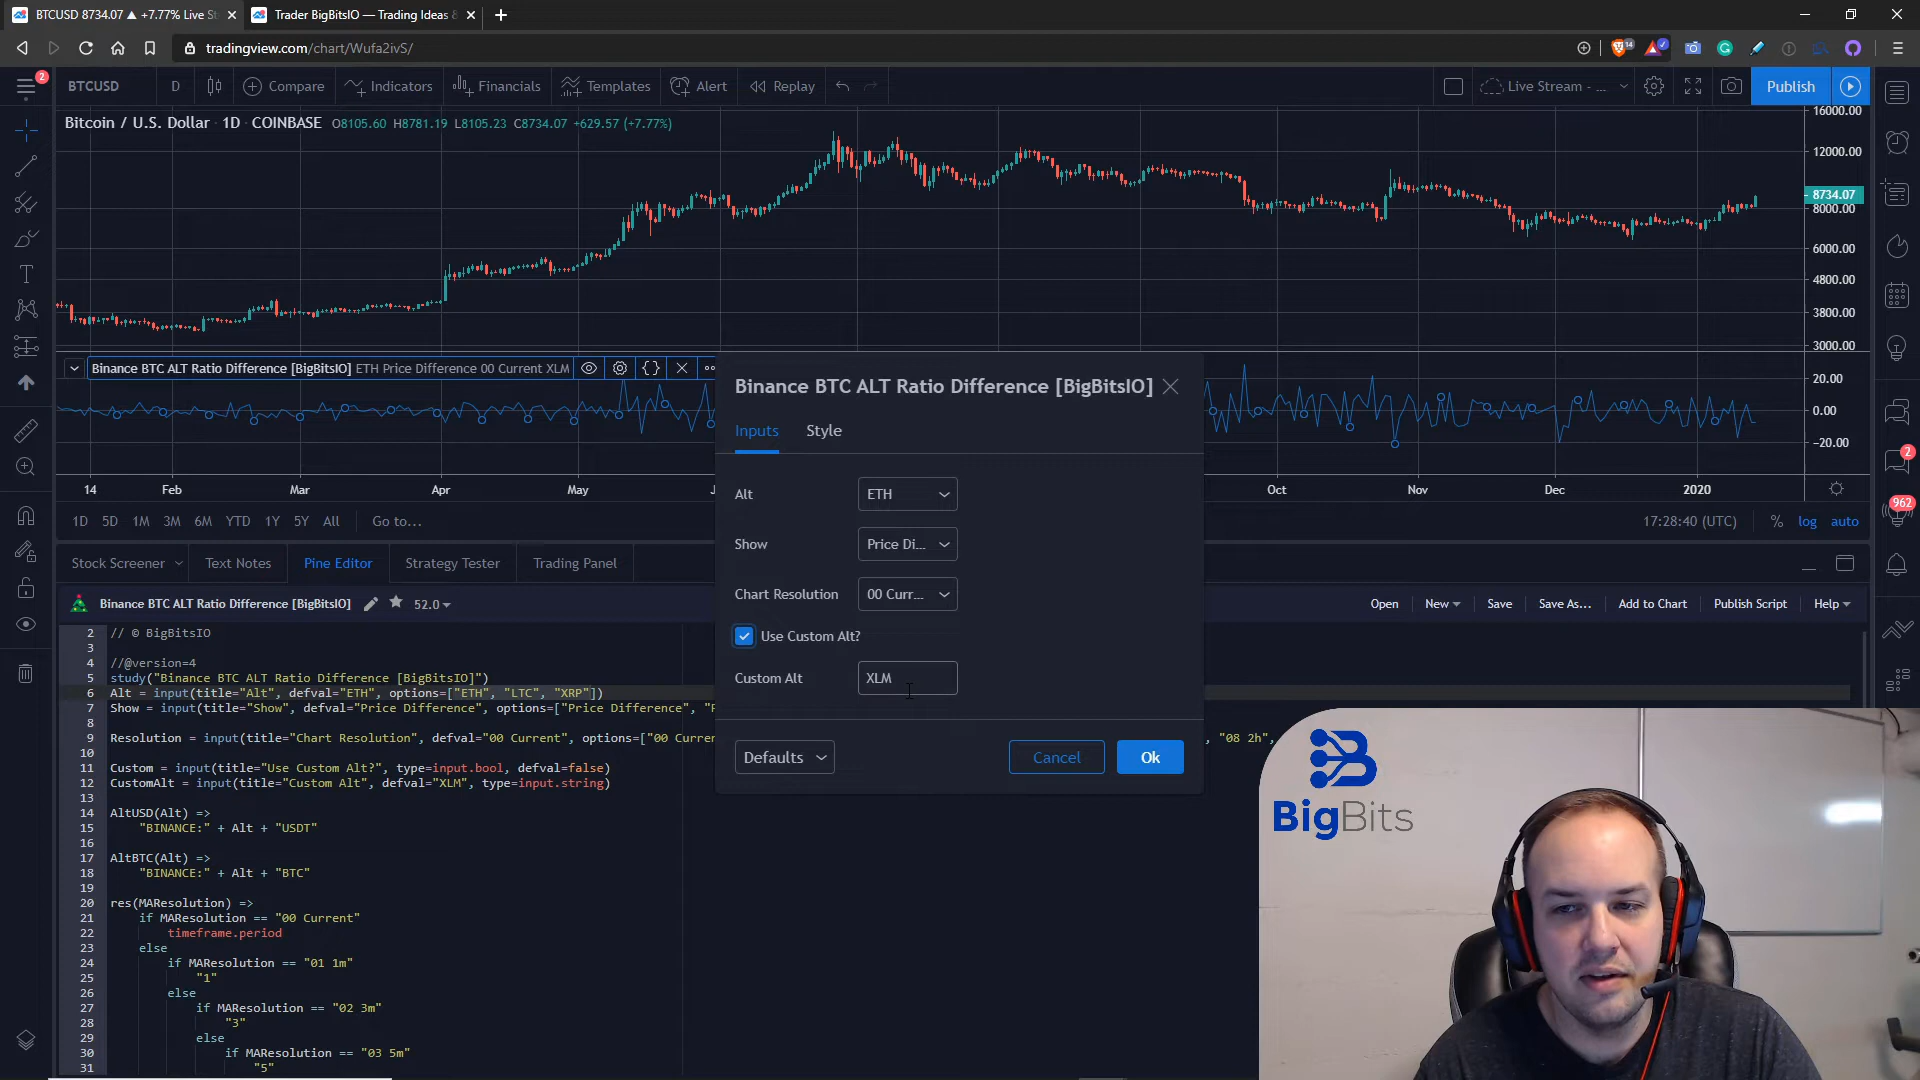 BTCUSD 8734.07 ▲ +7.77% Live St
Trader BigBitsIO — Trading Ideas &
tradingview.com/chart/Wufa2ivS/
14
2
BTCUSD
D
Compare
Indicators
Financials
Templates
Alert
Replay
Live Stream - ...
Publish
Bitcoin / U.S. Dollar · 1D · COINBASE O8105.60 H8781.19 L8105.23 C8734.07 +629.57 (+7.77%)
16000.00
12000.00
8734.07
8000.00
6000.00
4800.00
3800.00
3000.00
Binance BTC ALT Ratio Difference [BigBitsIO] ETH Price Difference 00 Current XLM
20.00
0.00
−20.00
14 Feb Mar Apr May Oct Nov Dec 2020
2
962
1D 5D 1M 3M 6M YTD 1Y 5Y All Go to...
17:28:40 (UTC) % log auto
Stock Screener
Text Notes
Pine Editor
Strategy Tester
Trading Panel
Binance BTC ALT Ratio Difference [BigBitsIO]
52.0
Open New Save Save As... Add to Chart Publish Script Help
2 // © BigBitsIO
3
4 //@version=4
5 study("Binance BTC ALT Ratio Difference [BigBitsIO]")
6 Alt = input(title="Alt", defval="ETH", options=["ETH", "LTC", "XRP"])
7 Show = input(title="Show", defval="Price Difference", options=["Price Difference", "
8
9 Resolution = input(title="Chart Resolution", defval="00 Current", options=["00 Curre
, "08 2h",
10
11 Custom = input(title="Use Custom Alt?", type=input.bool, defval=false)
12 CustomAlt = input(title="Custom Alt", defval="XLM", type=input.string)
13
14 AltUSD(Alt) =>
15 "BINANCE:" + Alt + "USDT"
16
17 AltBTC(Alt) =>
18 "BINANCE:" + Alt + "BTC"
19
20 res(MAResolution) =>
21 if MAResolution == "00 Current"
22 timeframe.period
23 else
24 if MAResolution == "01 1m"
25 "1"
26 else
27 if MAResolution == "02 3m"
28 "3"
29 else
30 if MAResolution == "03 5m"
31 "5"
Binance BTC ALT Ratio Difference [BigBitsIO]
Inputs Style
Alt ETH
Show Price Di...
Chart Resolution 00 Curr...
Use Custom Alt?
Custom Alt XLM
Defaults Cancel Ok
BigBits